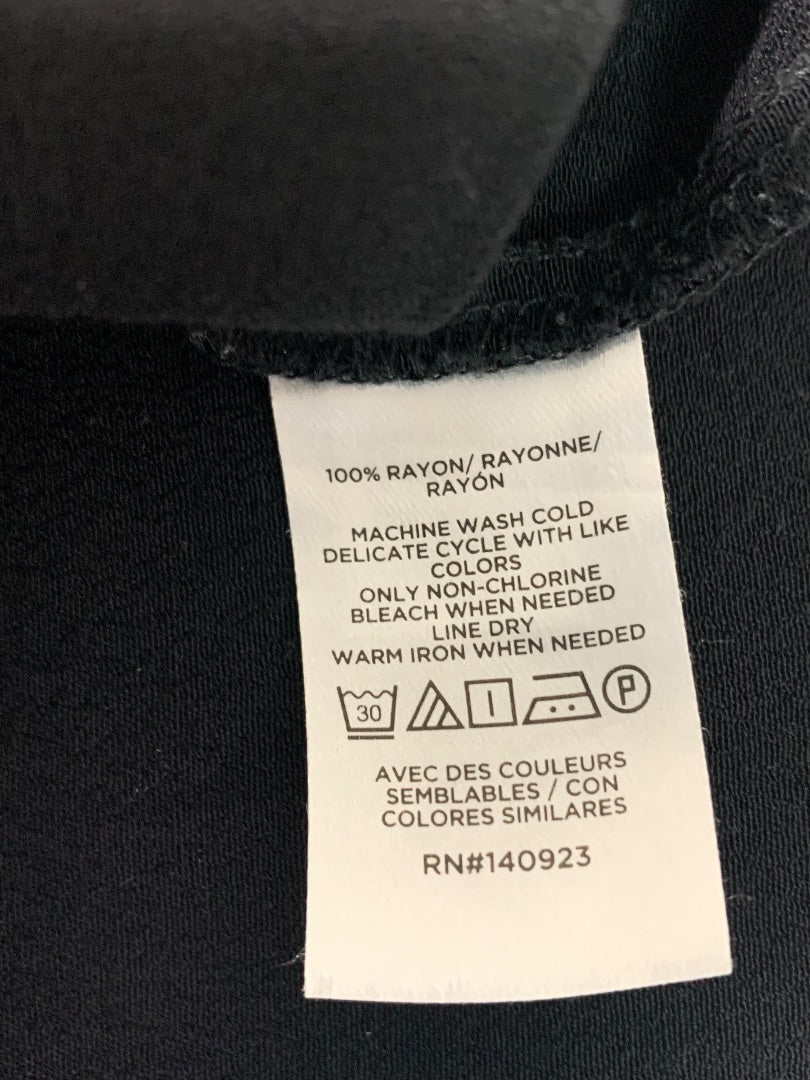 100% RAYON/ RAYONNE/
RAYÓN
MACHINE WASH COLD
DELICATE CYCLE WITH LIKE
COLORS
ONLY NON-CHLORINE
BLEACH WHEN NEEDED
LINE DRY
WARM IRON WHEN NEEDED
30 P
AVEC DES COULEURS
SEMBLABLES / CON
COLORES SIMILARES
RN#140923